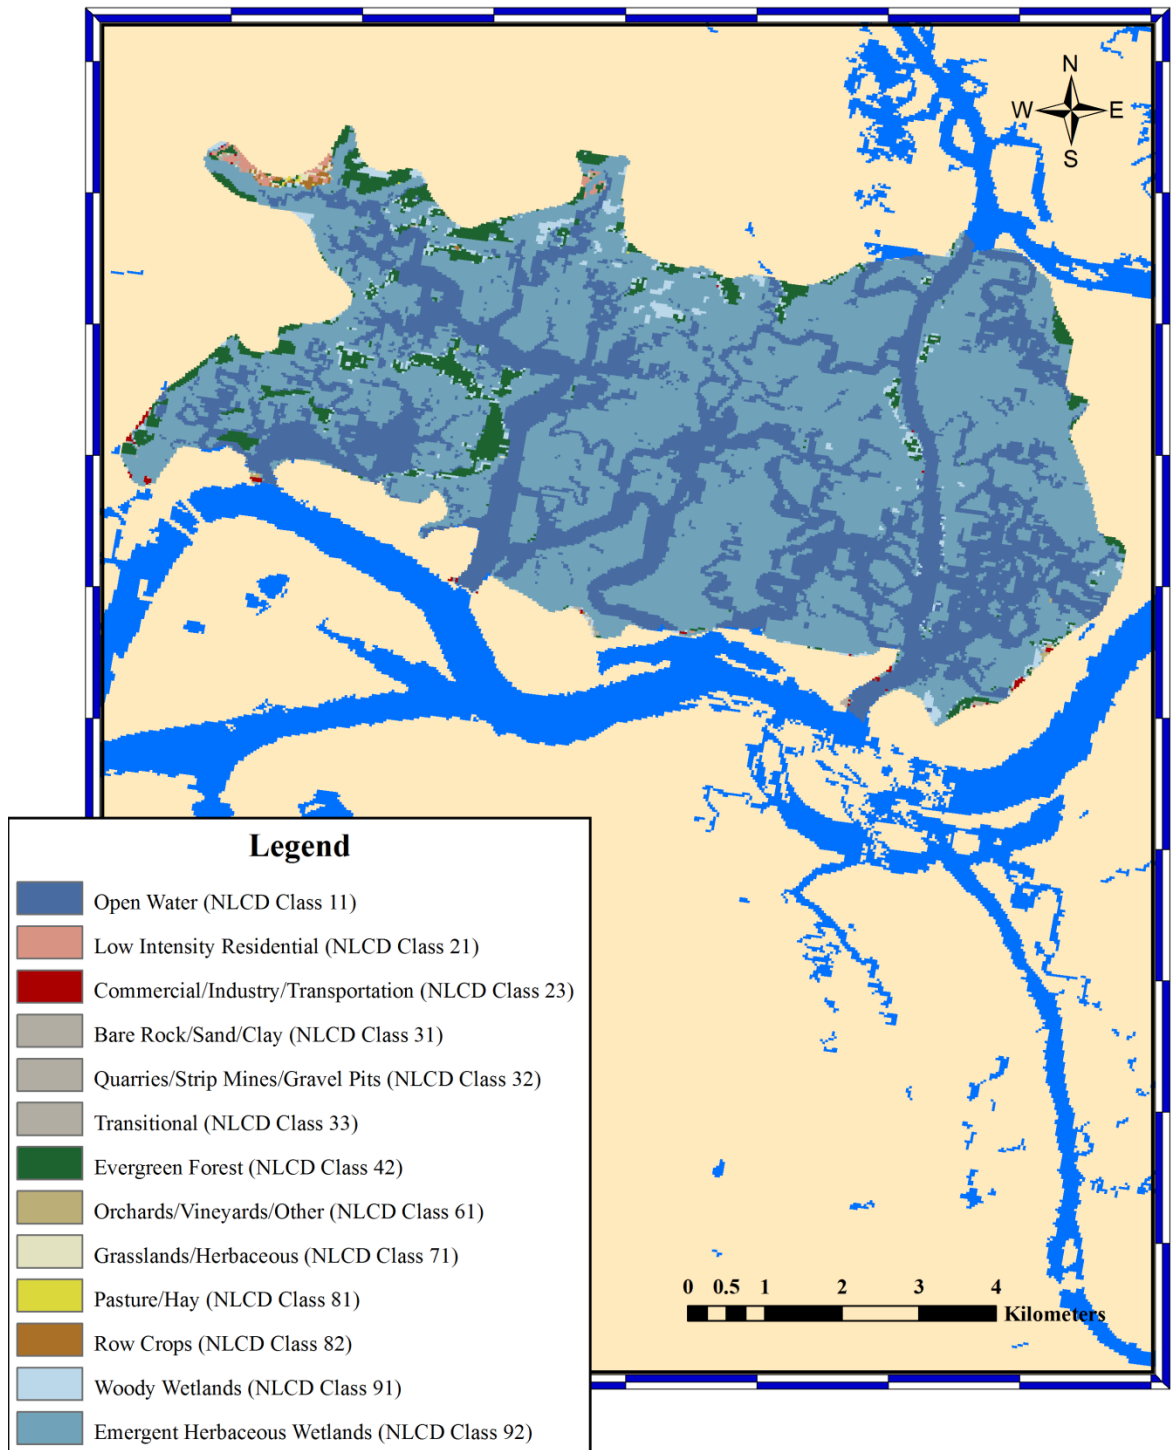 N
W E
S
Legend
Open Water (NLCD Class 11)
Low Intensity Residential (NLCD Class 21)
Commercial/Industry/Transportation (NLCD Class 23)
Bare Rock/Sand/Clay (NLCD Class 31)
Quarries/Strip Mines/Gravel Pits (NLCD Class 32)
Transitional (NLCD Class 33)
Evergreen Forest (NLCD Class 42)
Orchards/Vineyards/Other (NLCD Class 61)
Grasslands/Herbaceous (NLCD Class 71)
Pasture/Hay (NLCD Class 81)
Row Crops (NLCD Class 82)
Woody Wetlands (NLCD Class 91)
Emergent Herbaceous Wetlands (NLCD Class 92)
0 0.5 1 2 3 4
Kilometers